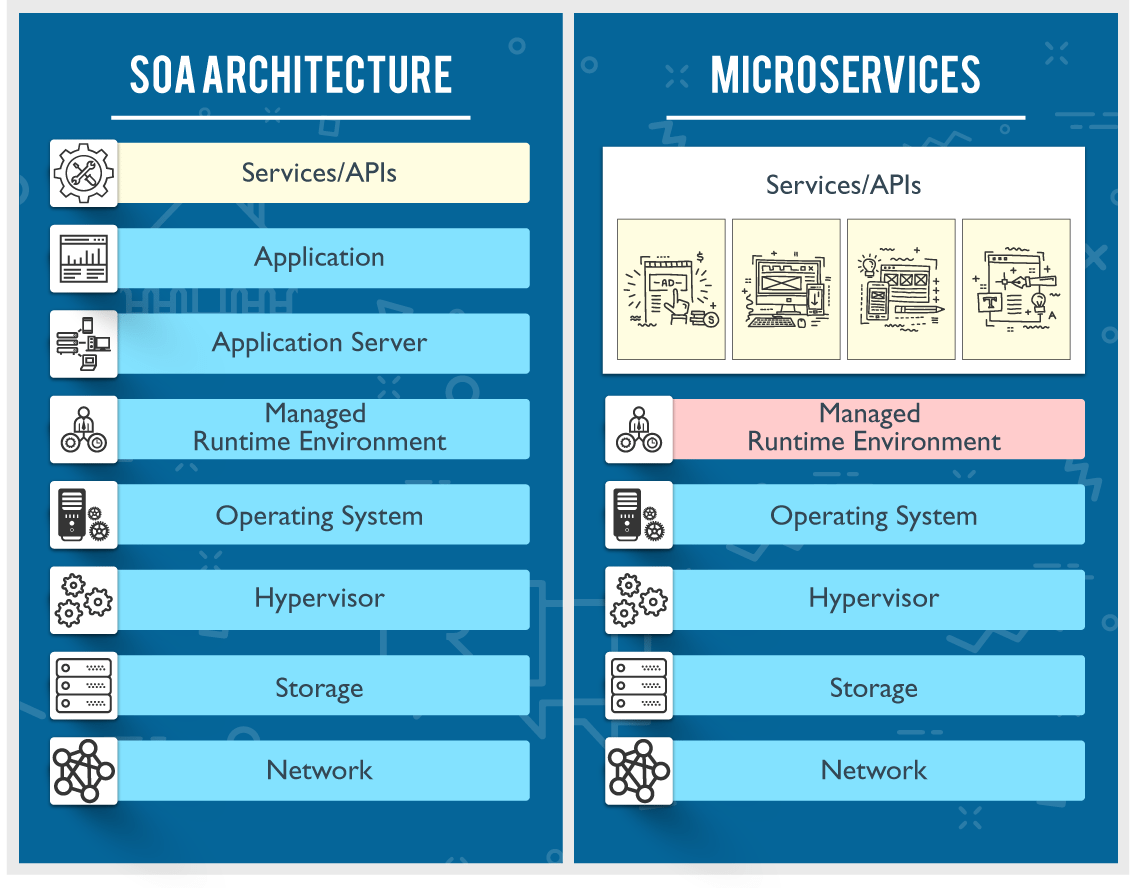 SOA ARCHITECTURE
Services/APIs
Application
Application Server
Managed
Runtime Environment
Operating System
Hypervisor
Storage
Network
MICROSERVICES
Services/APIs
$
AD
$
T
A
Managed
Runtime Environment
Operating System
Hypervisor
Storage
Network